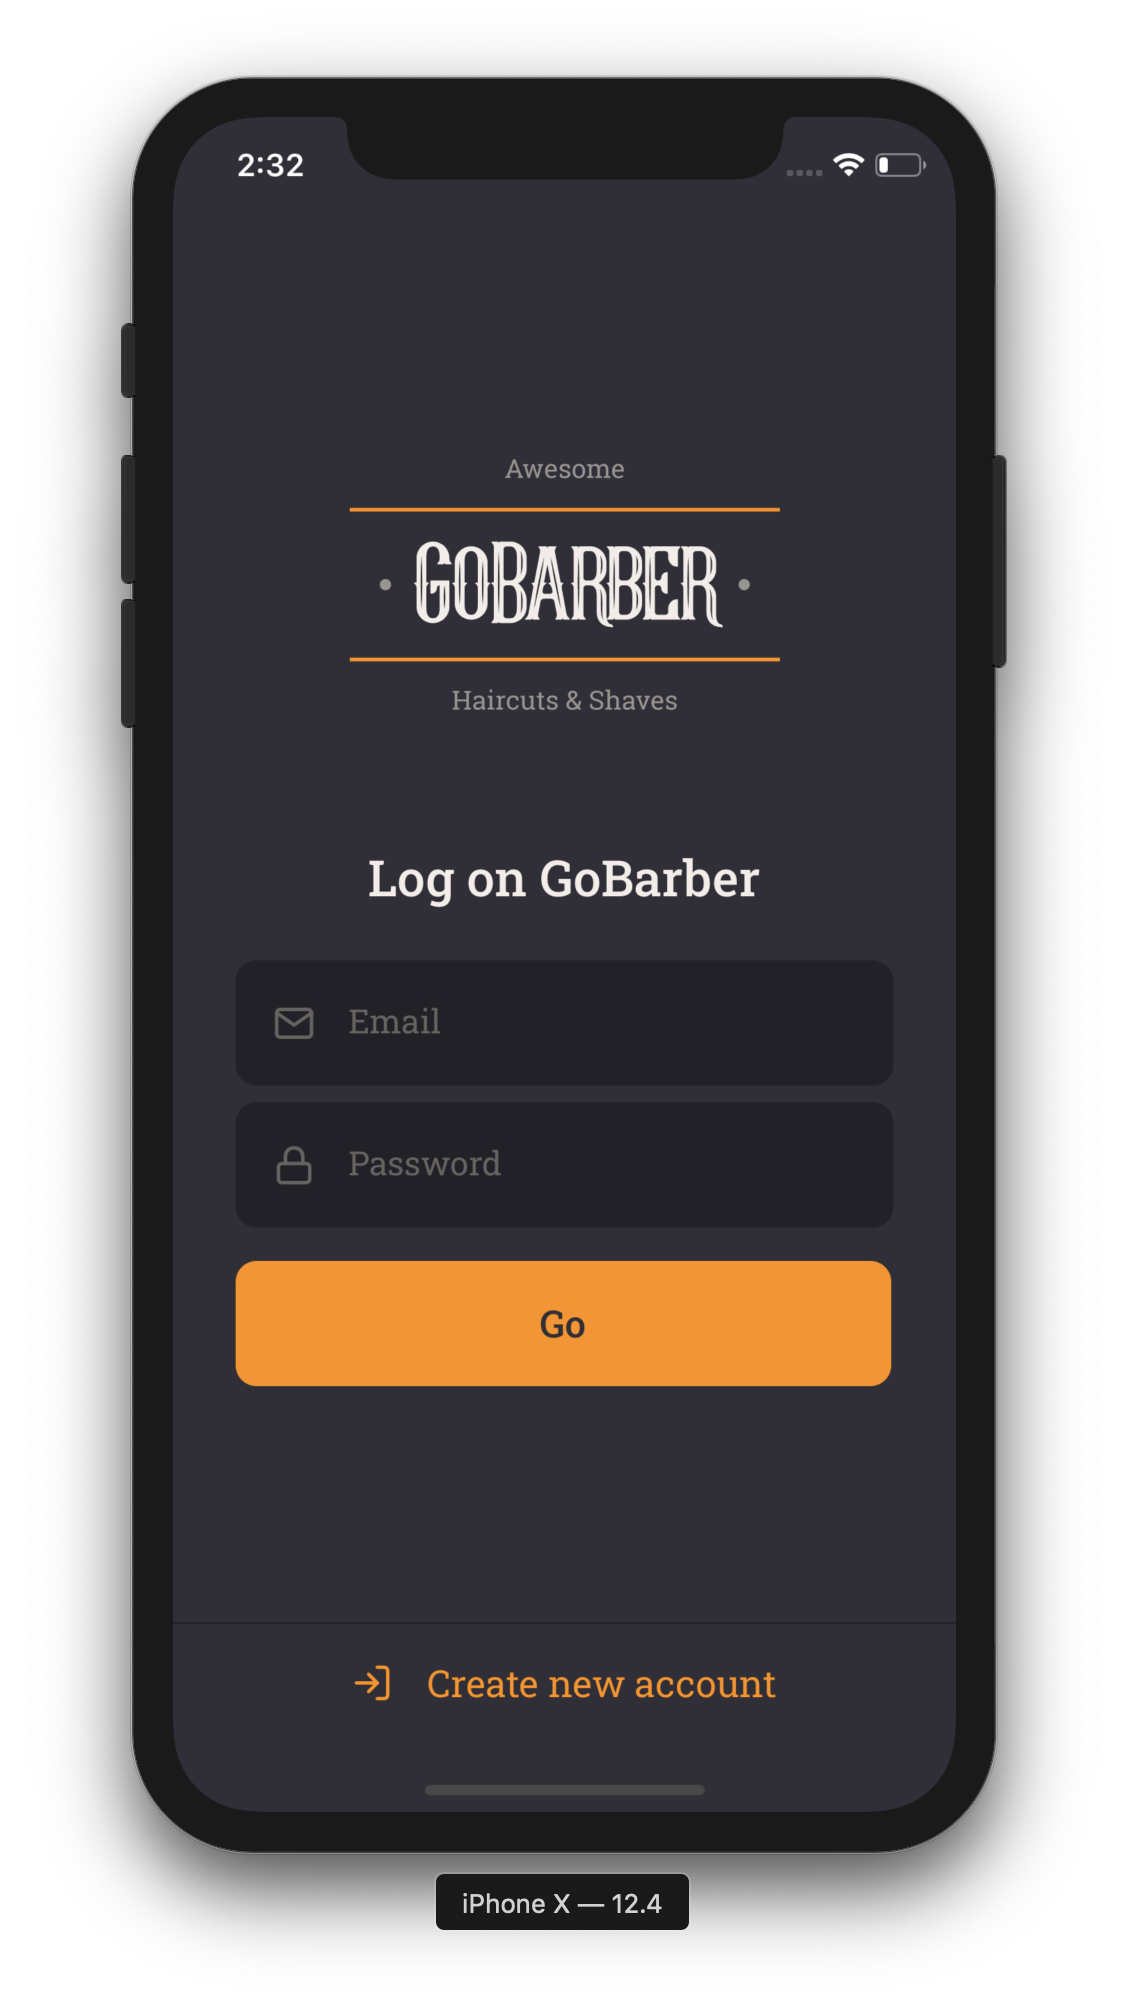 2:32
Awesome
• GOBARBER •
Haircuts & Shaves
Log on GoBarber
Email
Password
Go
Create new account
iPhone X — 12.4